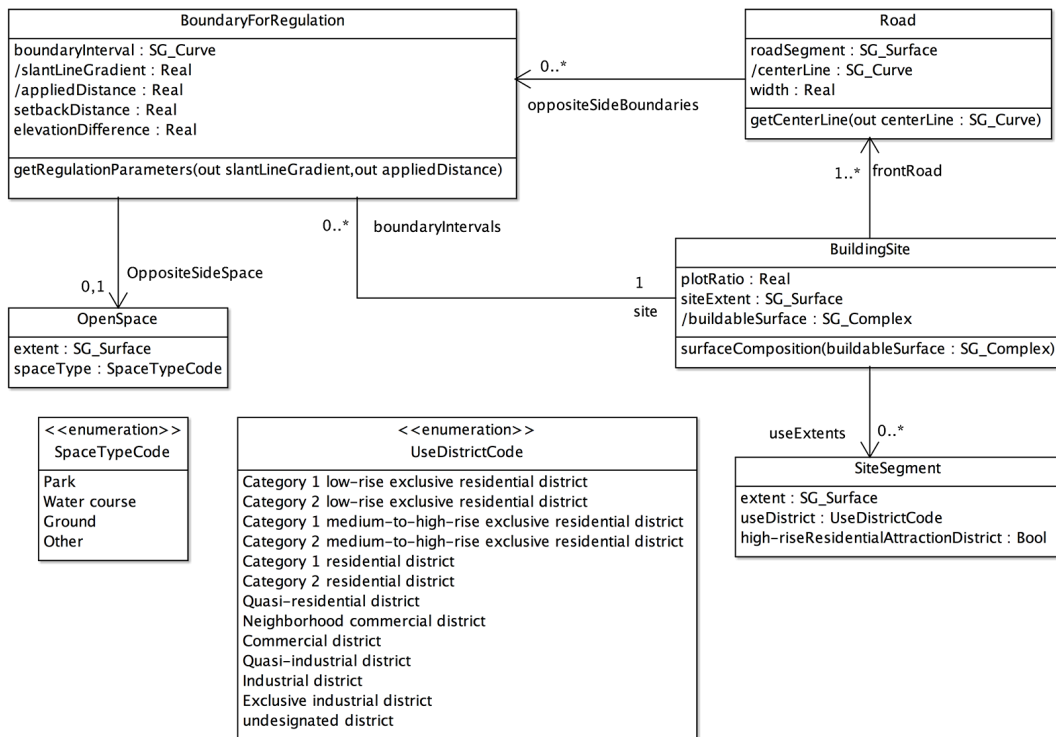 BoundaryForRegulation
boundaryInterval : SG_Curve
/slantLineGradient : Real
/appliedDistance : Real
setbackDistance : Real
elevationDifference : Real
getRegulationParameters(out slantLineGradient,out appliedDistance)
0..*
oppositeSideBoundaries
Road
roadSegment : SG_Surface
/centerLine : SG_Curve
width : Real
getCenterLine(out centerLine : SG_Curve)
1..*
frontRoad
0..*
boundaryIntervals
1
site
OppositeSideSpace
0,1
BuildingSite
plotRatio : Real
siteExtent : SG_Surface
/buildableSurface : SG_Complex
surfaceComposition(buildableSurface : SG_Complex)
OpenSpace
extent : SG_Surface
spaceType : SpaceTypeCode
useExtents
0..*
SiteSegment
extent : SG_Surface
useDistrict : UseDistrictCode
high-riseResidentialAttractionDistrict : Bool
<<enumeration>>
SpaceTypeCode
Park
Water course
Ground
Other
<<enumeration>>
UseDistrictCode
Category 1 low-rise exclusive residential district
Category 2 low-rise exclusive residential district
Category 1 medium-to-high-rise exclusive residential district
Category 2 medium-to-high-rise exclusive residential district
Category 1 residential district
Category 2 residential district
Quasi-residential district
Neighborhood commercial district
Commercial district
Quasi-industrial district
Industrial district
Exclusive industrial district
undesignated district